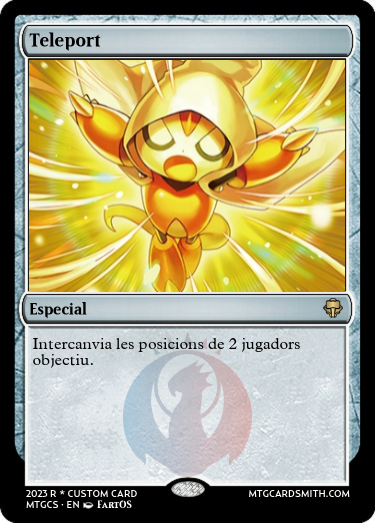 Teleport
Especial
Intercanvia les posicions de 2 jugadors
objectiu.
2023 R * CUSTOM CARD
MTGCS · EN FARTOS
MTGCARDSMITH.COM